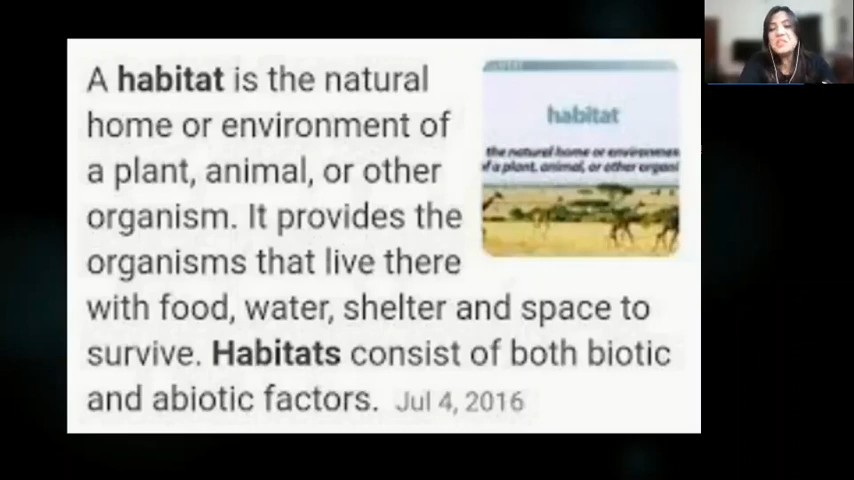 A habitat is the natural
home or environment of
a plant, animal, or other
organism. It provides the
organisms that live there
with food, water, shelter and space to
survive. Habitats consist of both biotic
and abiotic factors. Jul 4, 2016
habitat
the natural home or environmen
of a plant, animal, or other organi